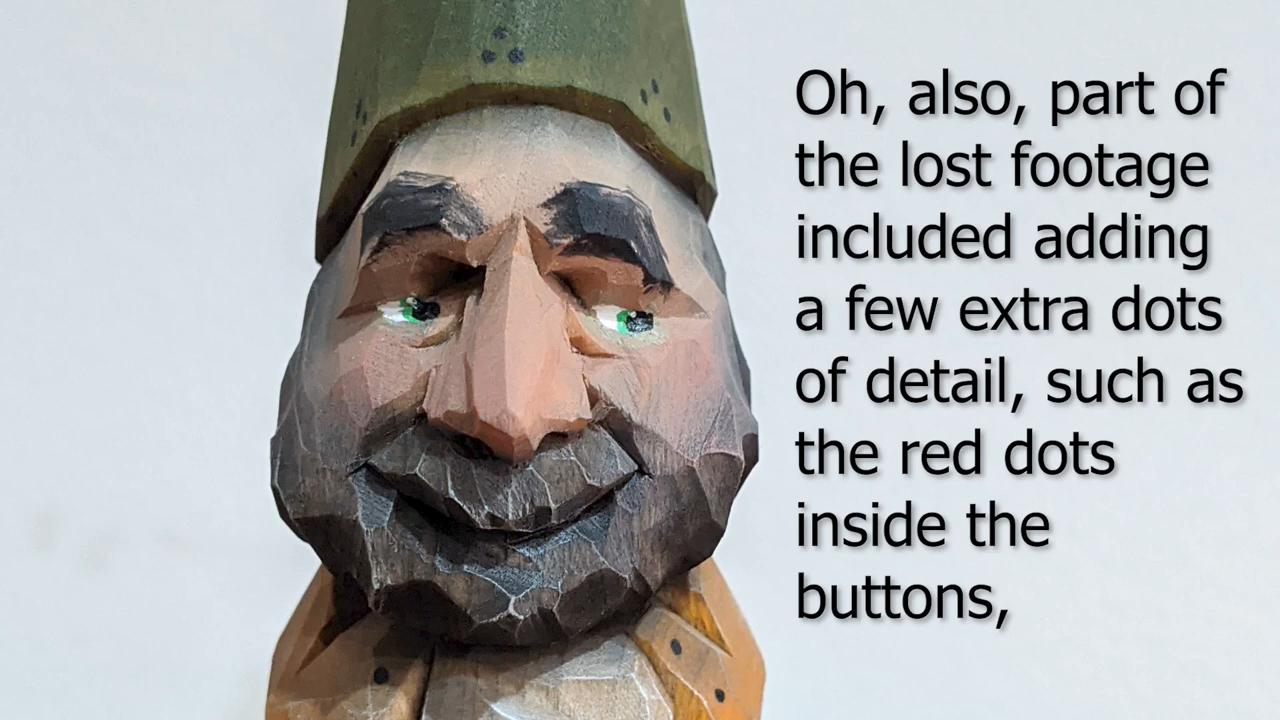 Oh, also, part of
the lost footage
included adding
a few extra dots
of detail, such as
the red dots
inside the
buttons,